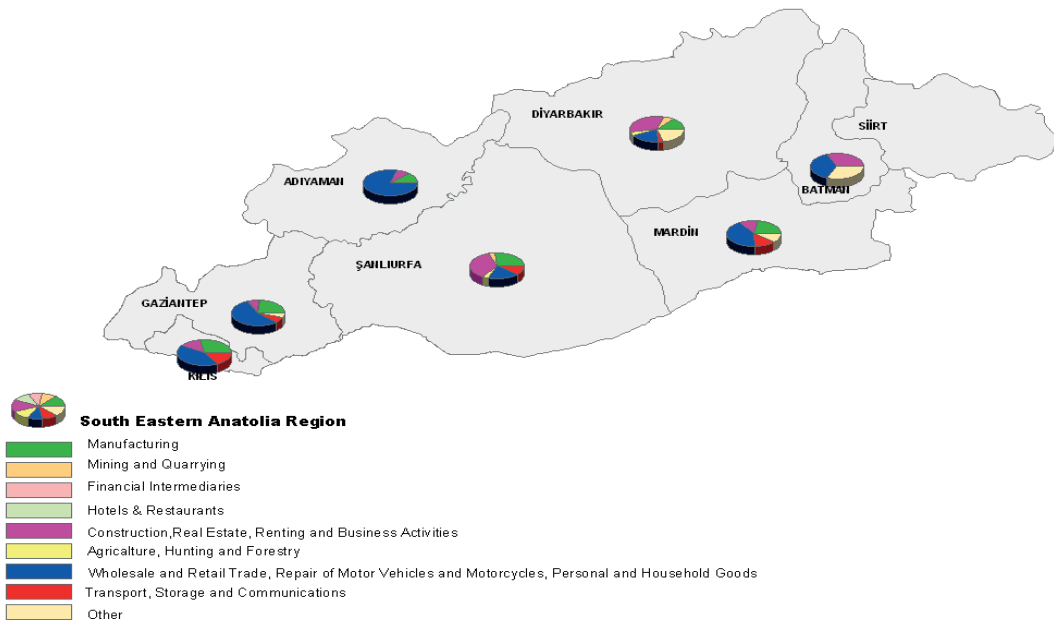 DİYARBAKIR
SİİRT
ADIYAMAN
BATMAN
MARDİN
ŞANLIURFA
GAZİANTEP
KİLİS
South Eastern Anatolia Region
Manufacturing
Mining and Quarrying
Financial Intermediaries
Hotels & Restaurants
Construction,Real Estate, Renting and Business Activities
Agricalture, Hunting and Forestry
Wholesale and Retail Trade, Repair of Motor Vehicles and Motorcycles, Personal and Household Goods
Transport, Storage and Communications
Other